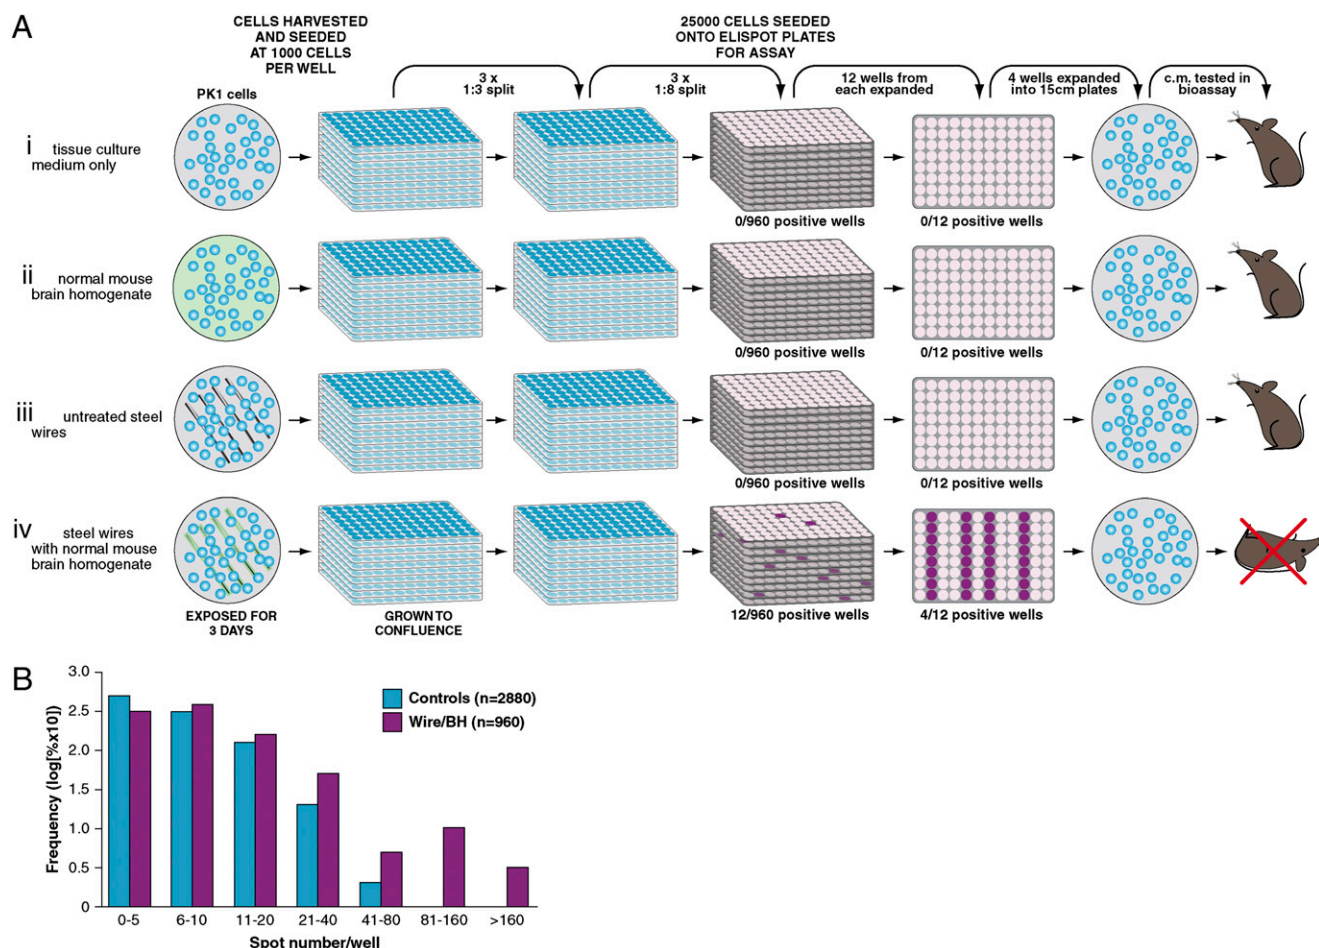 A
CELLS HARVESTED
AND SEEDED
AT 1000 CELLS
PER WELL
25000 CELLS SEEDED
ONTO ELISPOT PLATES
FOR ASSAY
3 x
1:3 split
3 x
1:8 split
12 wells from
each expanded
4 wells expanded
into 15cm plates
c.m. tested in
bioassay
PK1 cells
i tissue culture
medium only
0/960 positive wells
0/12 positive wells
ii normal mouse
brain homogenate
0/960 positive wells
0/12 positive wells
iii untreated steel
wires
0/960 positive wells
0/12 positive wells
iv steel wires
with normal mouse
brain homogenate
12/960 positive wells
4/12 positive wells
EXPOSED FOR
3 DAYS
GROWN TO
CONFLUENCE
B
Frequency (log[%x10])
3.0
2.5
2.0
1.5
1.0
0.5
0
Controls (n=2880)
Wire/BH (n=960)
0-5 6-10 11-20 21-40 41-80 81-160 >160
Spot number/well